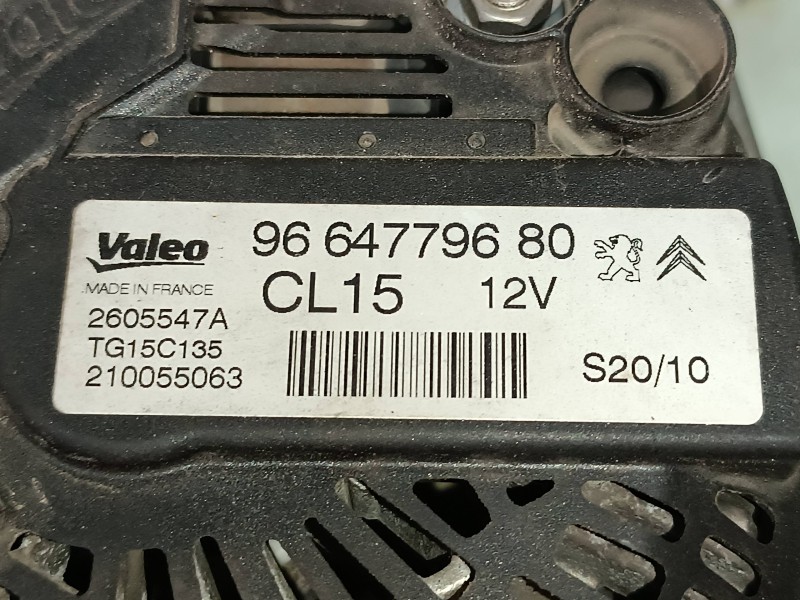 Valeo
96 647796 80
MADE IN FRANCE
CL15 12V
2605547A
TG15C135
210055063
S20/10